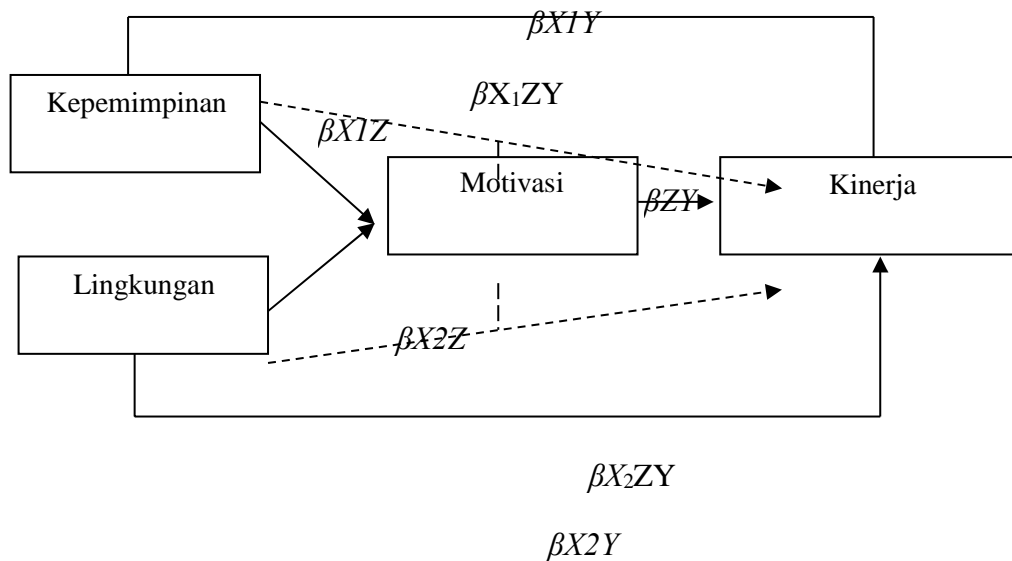 βX1Y
βX₁ZY
Kepemimpinan
βX1Z
Motivasi
βZY
Kinerja
Lingkungan
βX2Z
βX₂ZY
βX2Y